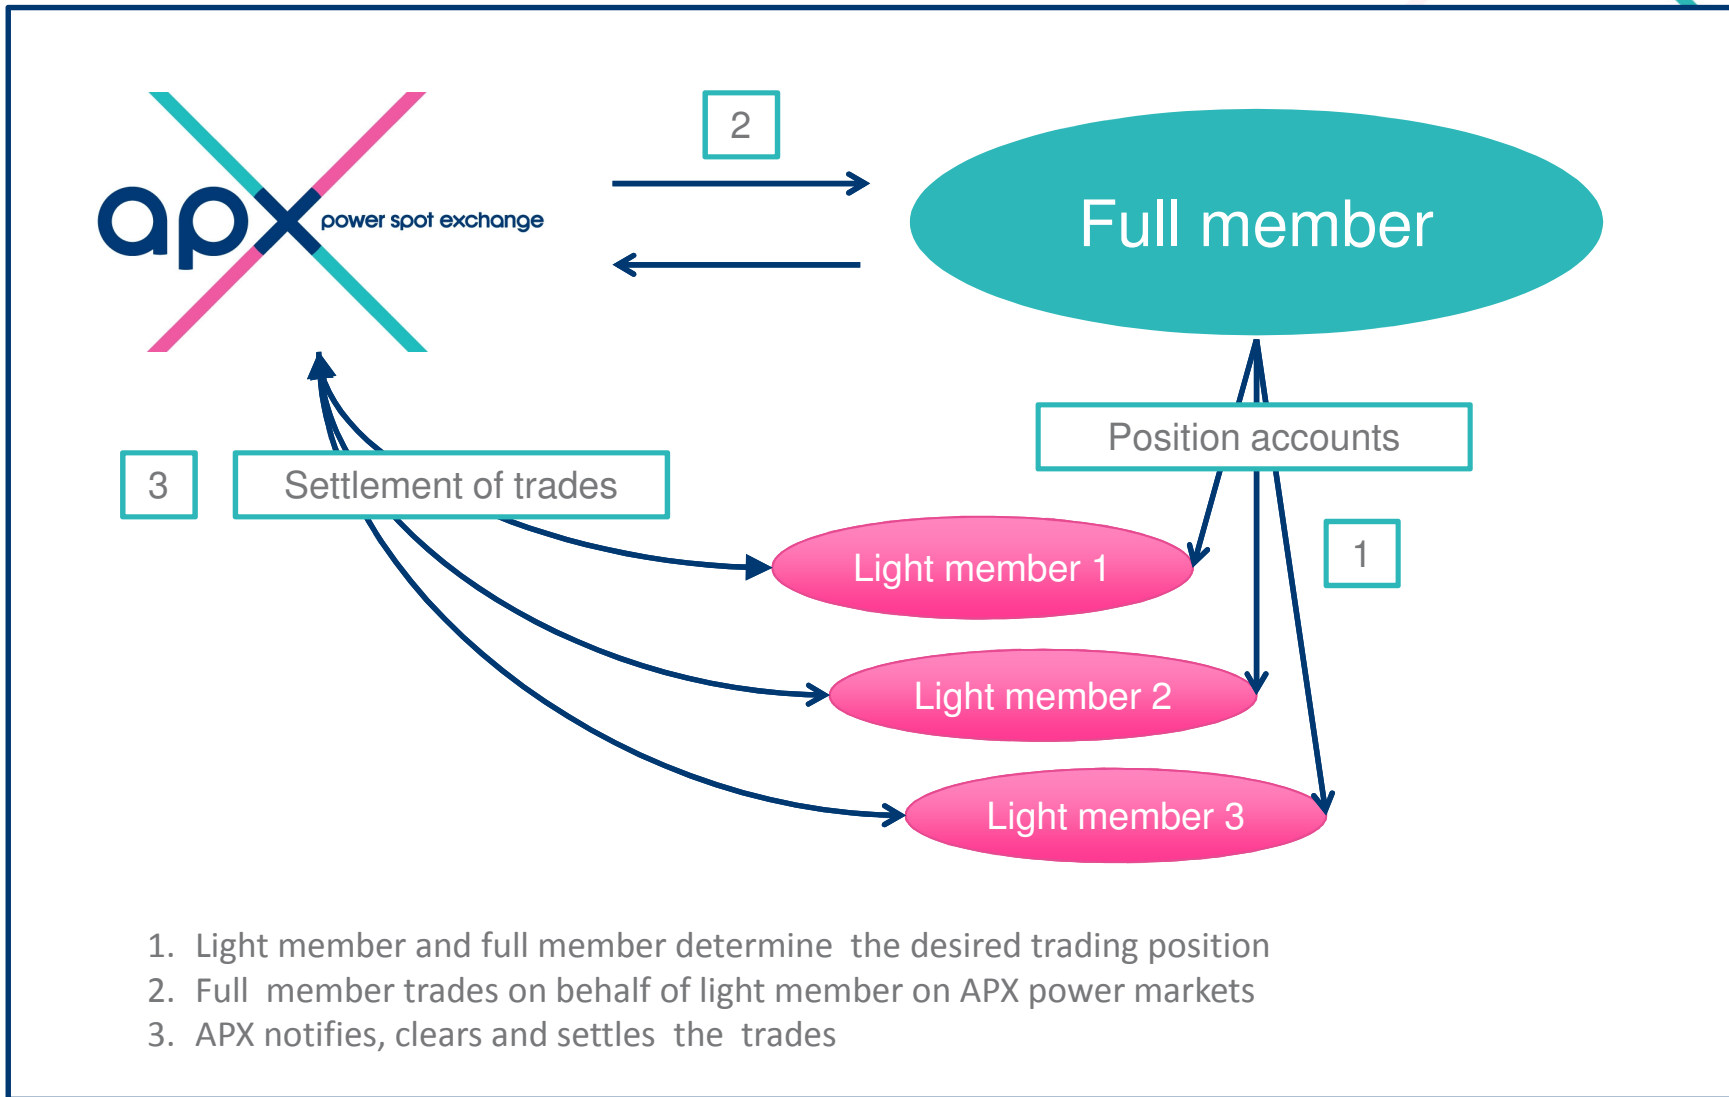 2
apx
power spot exchange
Full member
Position accounts
3
Settlement of trades
1
Light member 1
Light member 2
Light member 3
1. Light member and full member determine the desired trading position
2. Full member trades on behalf of light member on APX power markets
3. APX notifies, clears and settles the trades